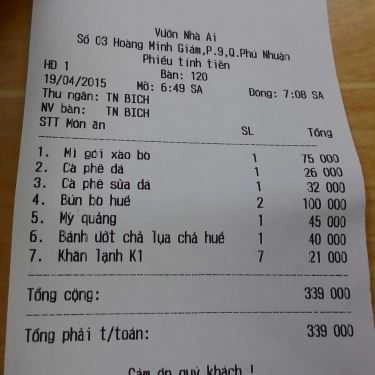 Vườn Nhà Ai
Số 03 Hoàng Minh Giám,P.9,Q.Phú Nhuận
Phiếu tính tiền
HĐ 1 Bàn: 120
19/04/2015 Mở: 6:49 SA Đóng: 7:08 SA
Thu ngân: TN BICH
NV bàn: TN BICH
STT Món ăn SL Tổng
1. Mì gói xào bò 1 75 000
2. Cà phê đá 1 26 000
3. Cà phê sữa đá 1 32 000
4. Bún bò huế 2 100 000
5. Mỳ quảng 1 45 000
6. Bánh ướt chả lụa chả huế 1 40 000
7. Khăn lạnh K1 7 21 000
Tổng cộng: 339 000
Tổng phải t/toán: 339 000
Cảm ơn quý khách !